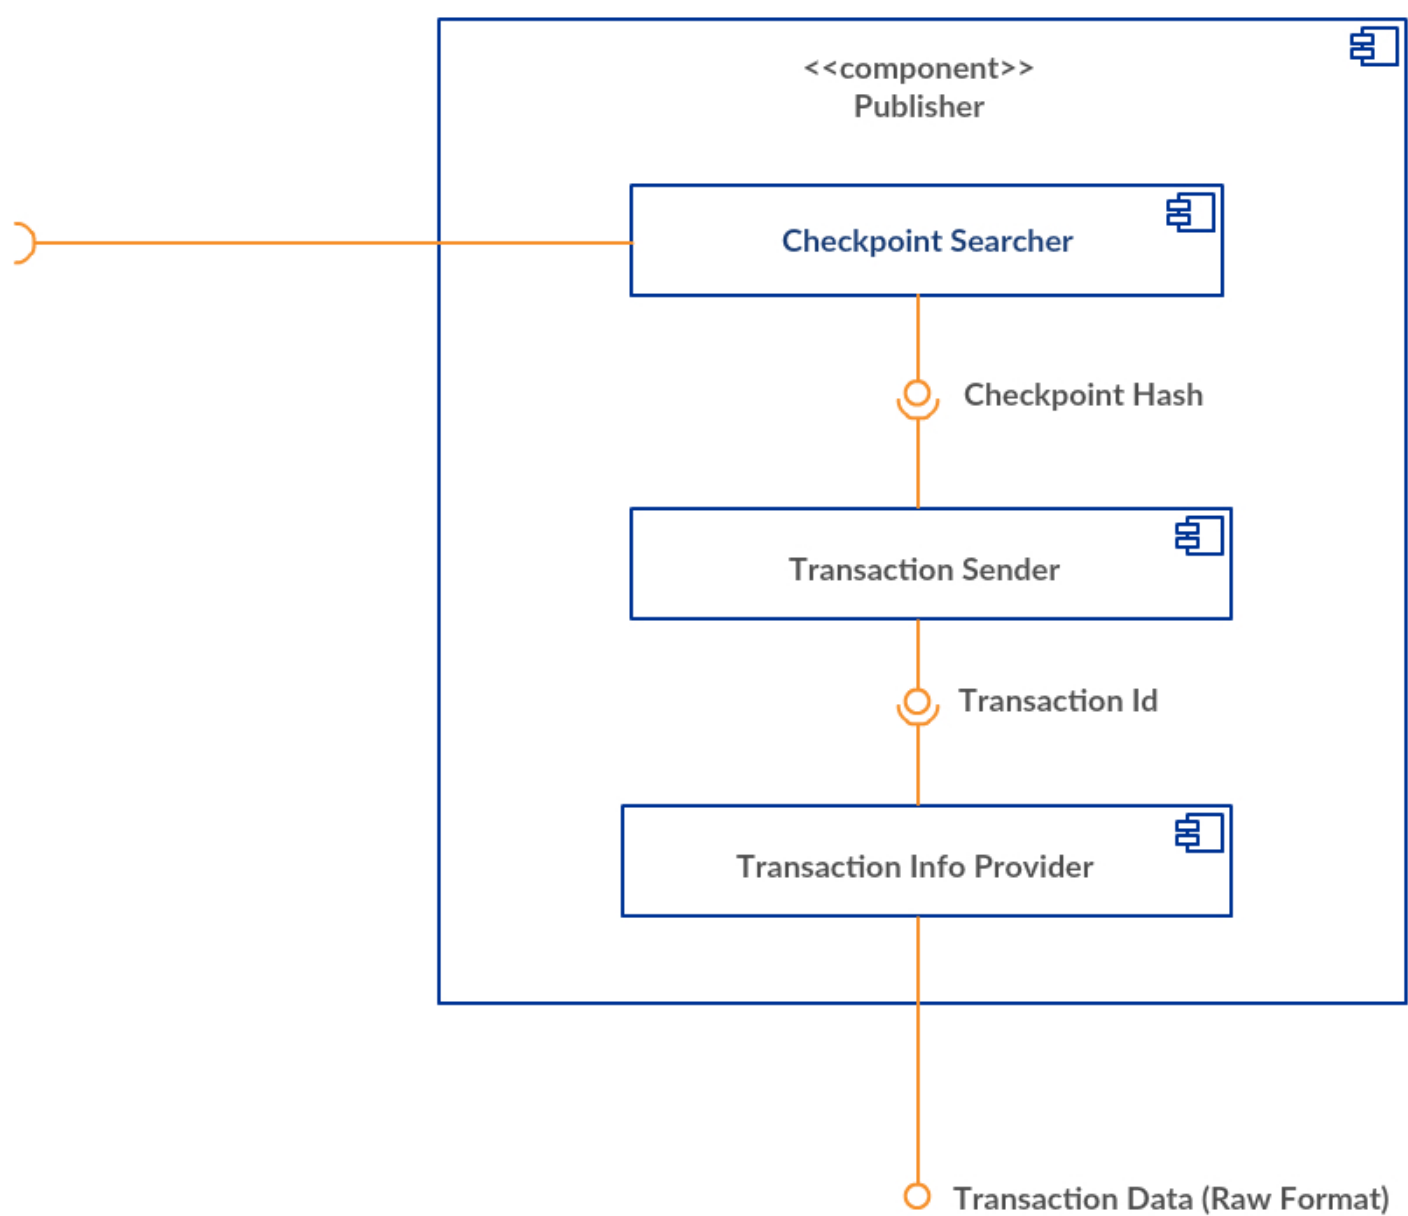 <<component>>
Publisher
Checkpoint Searcher
Checkpoint Hash
Transaction Sender
Transaction Id
Transaction Info Provider
Transaction Data (Raw Format)